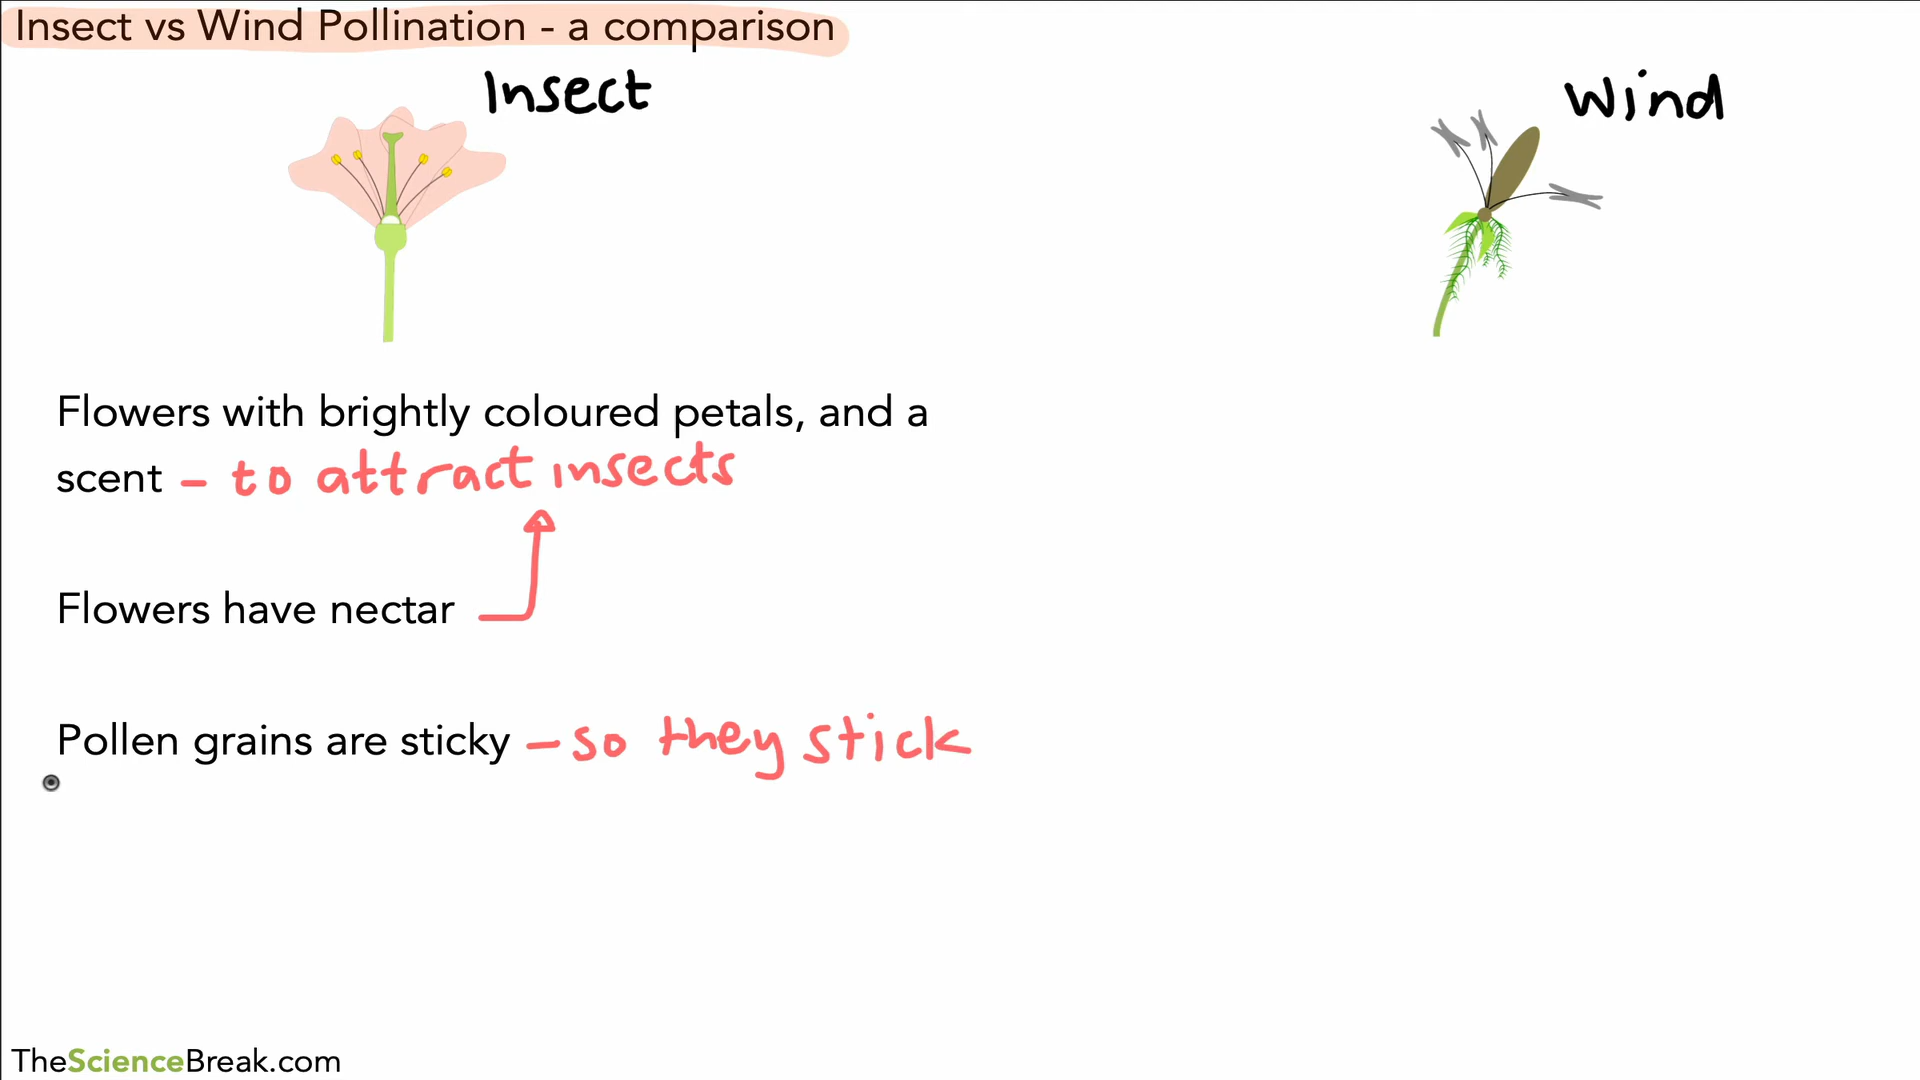 Insect vs Wind Pollination - a comparison
Insect
Wind
Flowers with brightly coloured petals, and a
scent - to attract insects
Flowers have nectar
Pollen grains are sticky - so they stick
TheScienceBreak.com